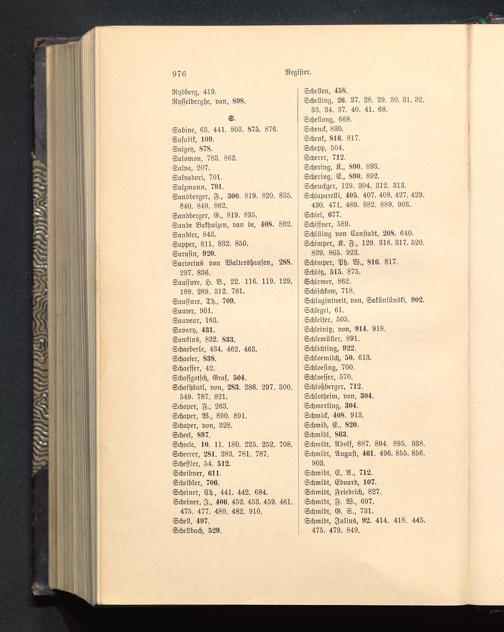 976
Register.
Rydberg, 419.
Rysselberghe, van, 898.
S.
Sabine, 63. 441. 803. 875. 876.
Safařik, 109.
Saigey, 878.
Salomon, 783. 862.
Salva, 207.
Salvadori, 701.
Salzmann, 791.
Sandberger, F., 300. 819. 820. 835.
840. 849. 862.
Sandberger, G., 819. 835.
Sande Bakhuizen, van de, 408. 882.
Sandler, 843.
Sapper, 811. 832. 850.
Sarasin, 920.
Sartorius von Waltershausen, 288.
297. 836.
Saussure, H. B., 22. 116. 119. 129.
189. 289. 312. 781.
Saussure, Th., 709.
Sauter, 901.
Sauveur, 163.
Savary, 431.
Sawkins, 832. 833.
Schaeberle, 434. 462. 463.
Schaefer, 838.
Schaeffer, 42.
Schaffgotsch, Graf, 504.
Schafhäutl, von, 283. 286. 297. 300.
549. 787. 821.
Schaper, F., 263.
Schaper, W., 890. 891.
Schaper, von, 328.
Scheel, 897.
Scheele, 10. 11. 180. 225. 252. 708.
Scheerer, 281. 283. 781. 787.
Scheffler, 54. 512.
Scheibner, 611.
Scheibler, 706.
Scheiner, Ch., 441. 442. 684.
Scheiner, J., 406. 452. 453. 459. 461.
475. 477. 480. 482. 910.
Schell, 497.
Schellbach, 529.
Schellen, 458.
Schelling, 26. 27. 28. 29. 30. 31. 32.
33. 34. 37. 40. 41. 68.
Schellong, 668.
Schenck, 830.
Schenk, 816. 817.
Schepp, 504.
Scherer, 712.
Schering, K., 890. 893.
Schering, E., 890. 892.
Scheuchzer, 129. 304. 312. 313.
Schiaparelli, 405. 407. 408. 427. 429.
430. 471. 489. 882. 889. 903.
Schiel, 677.
Schiffner, 589.
Schilling von Canstadt, 208. 640.
Schimper, K. F., 129. 316. 317. 520.
839. 865. 923.
Schimper, Ph. W., 816. 817.
Schiötz, 515. 875.
Schirmer, 862.
Schischkow, 718.
Schlagintweit, von, Sakünlünski, 902.
Schlegel, 61.
Schleifer, 505.
Schleinitz, von, 914. 918.
Schlemüller, 891.
Schlichting, 922.
Schloemilch, 50. 613.
Schloesing, 700.
Schloesser, 570.
Schloßberger, 712.
Schlotheim, von, 304.
Schmerling, 304.
Schmick, 408. 913.
Schmid, E., 820.
Schmidl, 863.
Schmidt, Adolf, 887. 894. 895. 938.
Schmidt, August, 461. 496. 855. 856.
903.
Schmidt, E. A., 712.
Schmidt, Eduard, 107.
Schmidt, Friedrich, 827.
Schmidt, F. W., 697.
Schmidt, G. S., 731.
Schmidt, Julius, 92. 414. 418. 445.
475. 479. 849.